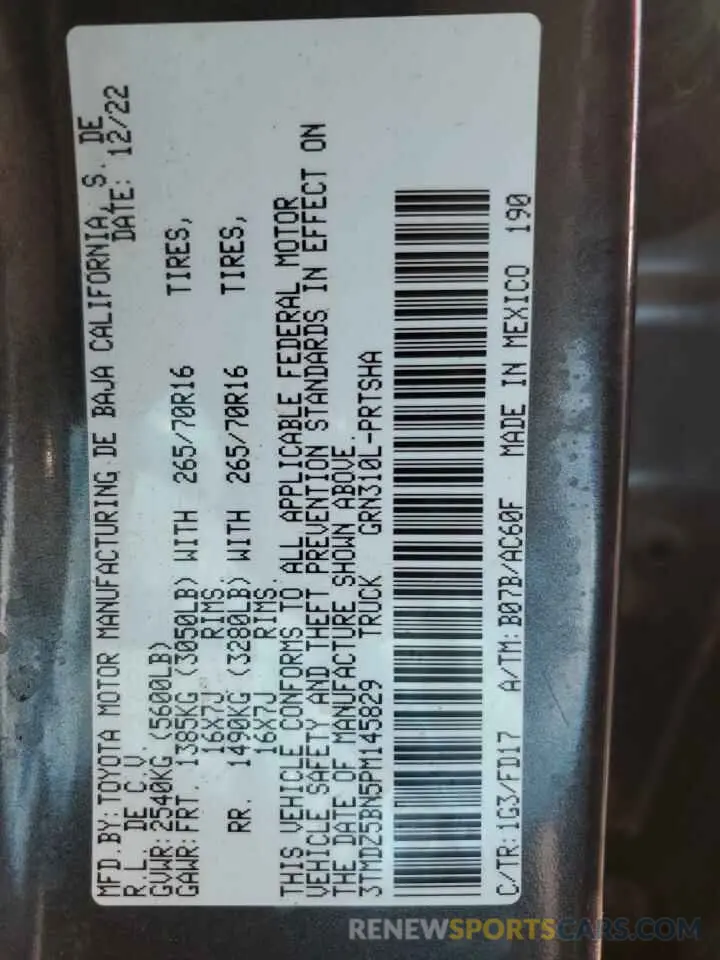 MFD.BY: TOYOTA MOTOR MANUFACTURING DE BAJA CALIFORNIA, S. DE
R.L. DE C.V. DATE: 12/22
GVWR: 2540KG (5600LB)
GAWR: FRT. 1385KG (3050LB) WITH 265/70R16 TIRES,
16X7J RIMS.
RR. 1490KG (3280LB) WITH 265/70R16 TIRES,
16X7J RIMS.
THIS VEHICLE CONFORMS TO ALL APPLICABLE FEDERAL MOTOR
VEHICLE SAFETY AND THEFT PREVENTION STANDARDS IN EFFECT ON
THE DATE OF MANUFACTURE SHOWN ABOVE.
3TMDZ5BN5PM145829 TRUCK GRN310L-PRTSHA
C/TR: 1G3/FD17 A/TM: B07B/AC60F MADE IN MEXICO 190
RENEWSPORTSCARS.COM